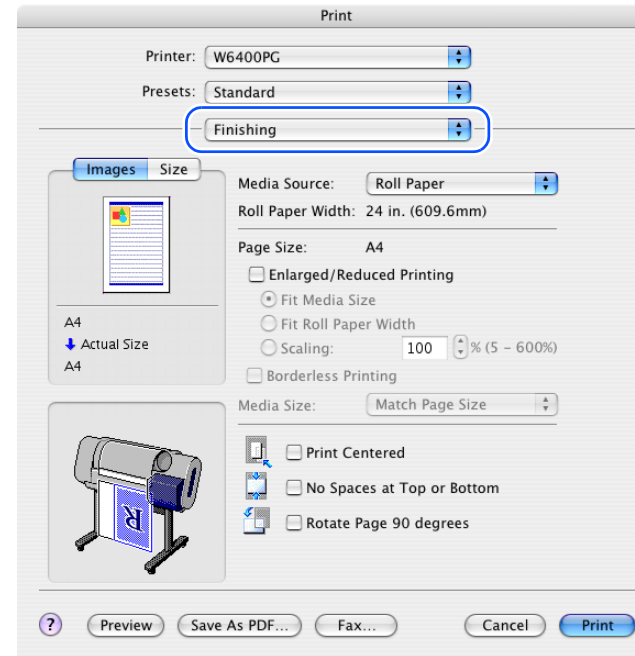 Print
Printer: W6400PG
Presets: Standard
Finishing
Images Size
A4
Actual Size
A4
Media Source: Roll Paper
Roll Paper Width: 24 in. (609.6mm)
Page Size: A4
Enlarged/Reduced Printing
Fit Media Size
Fit Roll Paper Width
Scaling: 100 % (5 – 600%)
Borderless Printing
Media Size: Match Page Size
Print Centered
No Spaces at Top or Bottom
Rotate Page 90 degrees
R
? Preview Save As PDF... Fax... Cancel Print